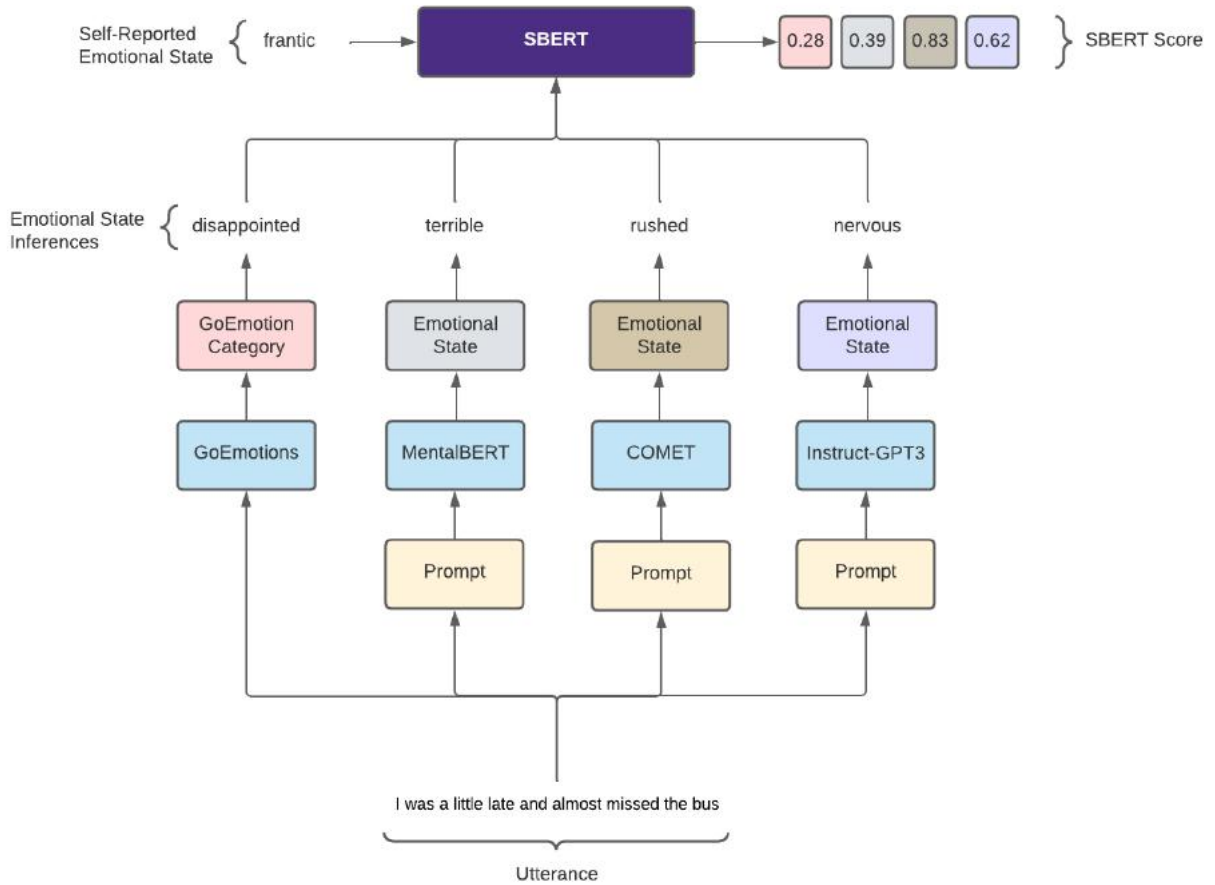 Self-Reported
Emotional State
frantic
SBERT
0.28 0.39 0.83 0.62
SBERT Score
Emotional State
Inferences
disappointed
terrible
rushed
nervous
GoEmotion
Category
Emotional
State
Emotional
State
Emotional
State
GoEmotions
MentalBERT
COMET
Instruct-GPT3
Prompt
Prompt
Prompt
I was a little late and almost missed the bus
Utterance